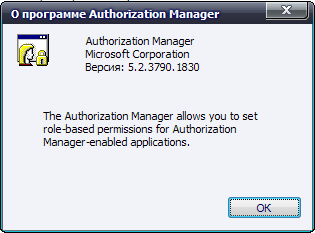 О программе Authorization Manager
Authorization Manager
Microsoft Corporation
Версия: 5.2.3790.1830
The Authorization Manager allows you to set
role-based permissions for Authorization
Manager-enabled applications.
OK